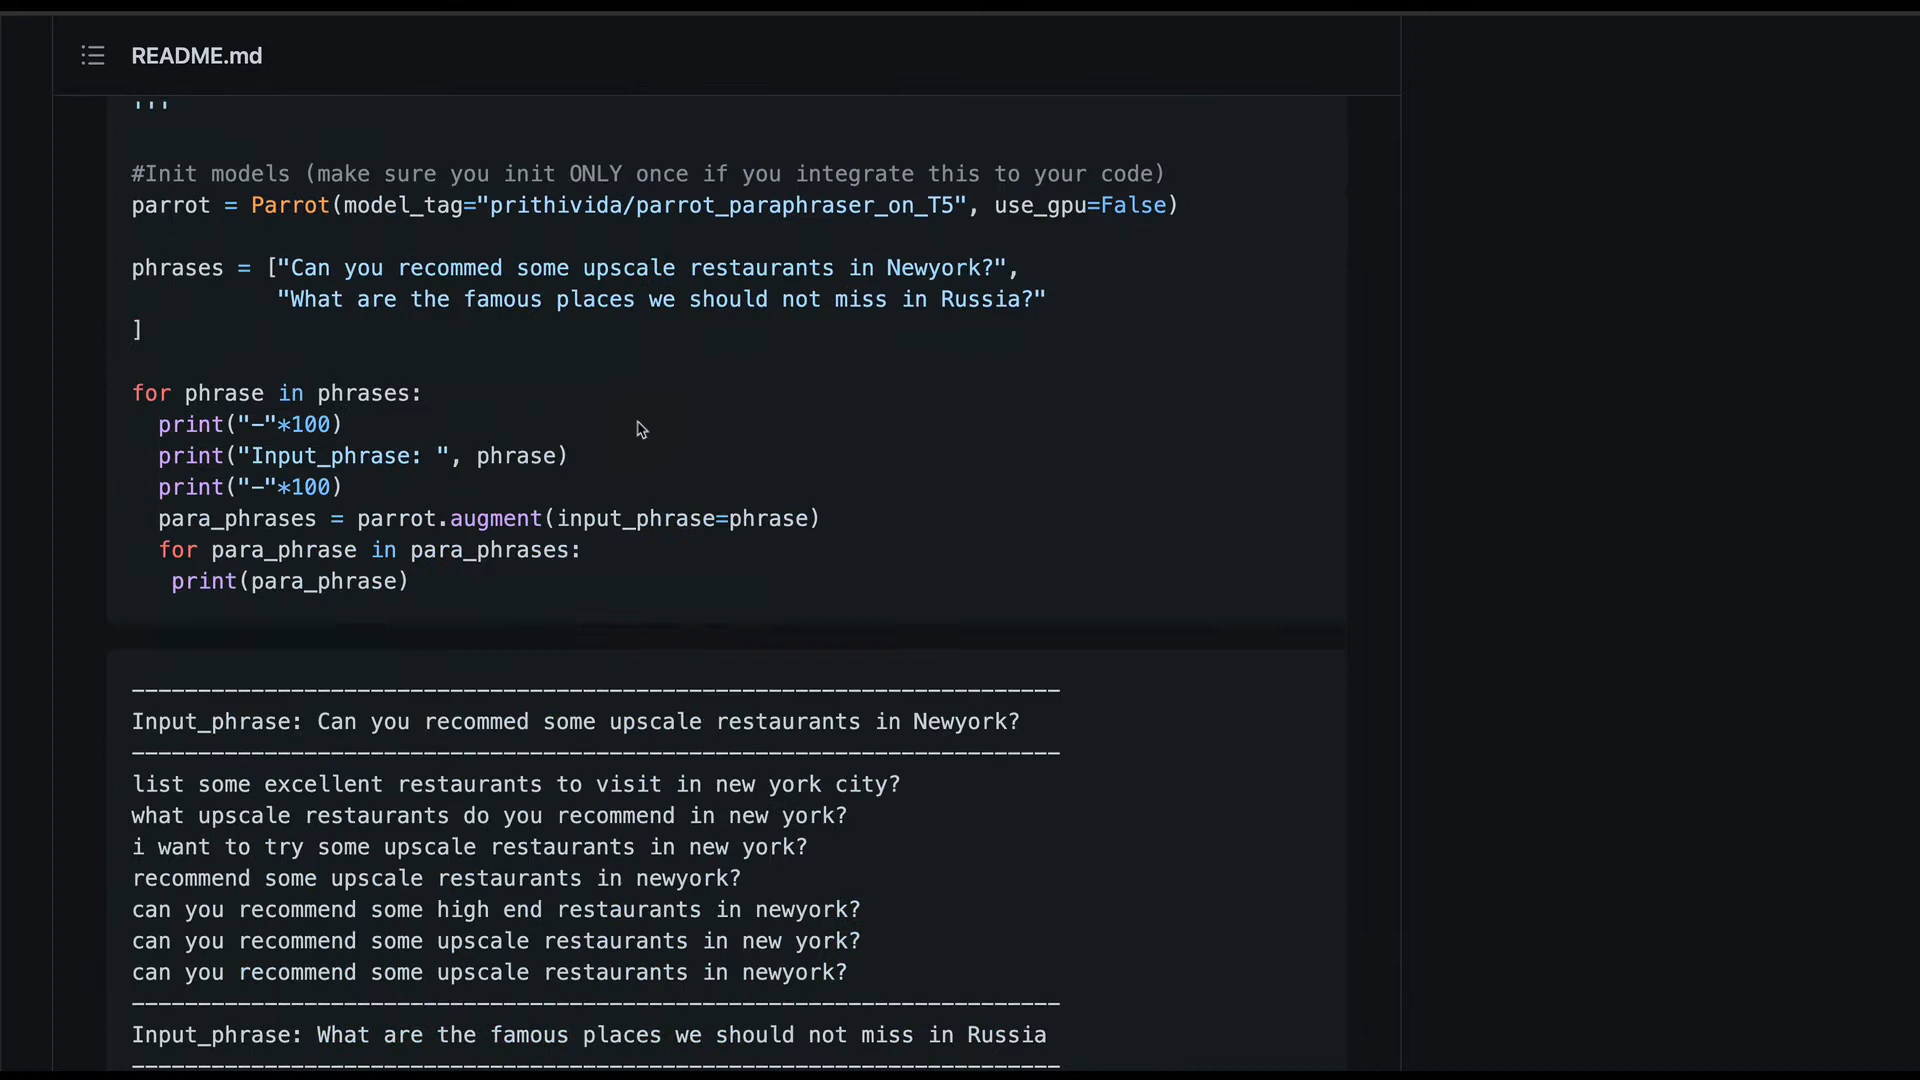 README.md
'''
#Init models (make sure you init ONLY once if you integrate this to your code)
parrot = Parrot(model_tag="prithivida/parrot_paraphraser_on_T5", use_gpu=False)
phrases = ["Can you recommed some upscale restaurants in Newyork?",
"What are the famous places we should not miss in Russia?"
]
for phrase in phrases:
print("-"*100)
print("Input_phrase: ", phrase)
print("-"*100)
para_phrases = parrot.augment(input_phrase=phrase)
for para_phrase in para_phrases:
print(para_phrase)
----------------------------------------------------------------------
Input_phrase: Can you recommed some upscale restaurants in Newyork?
----------------------------------------------------------------------
list some excellent restaurants to visit in new york city?
what upscale restaurants do you recommend in new york?
i want to try some upscale restaurants in new york?
recommend some upscale restaurants in newyork?
can you recommend some high end restaurants in newyork?
can you recommend some upscale restaurants in new york?
can you recommend some upscale restaurants in newyork?
----------------------------------------------------------------------
Input_phrase: What are the famous places we should not miss in Russia
----------------------------------------------------------------------